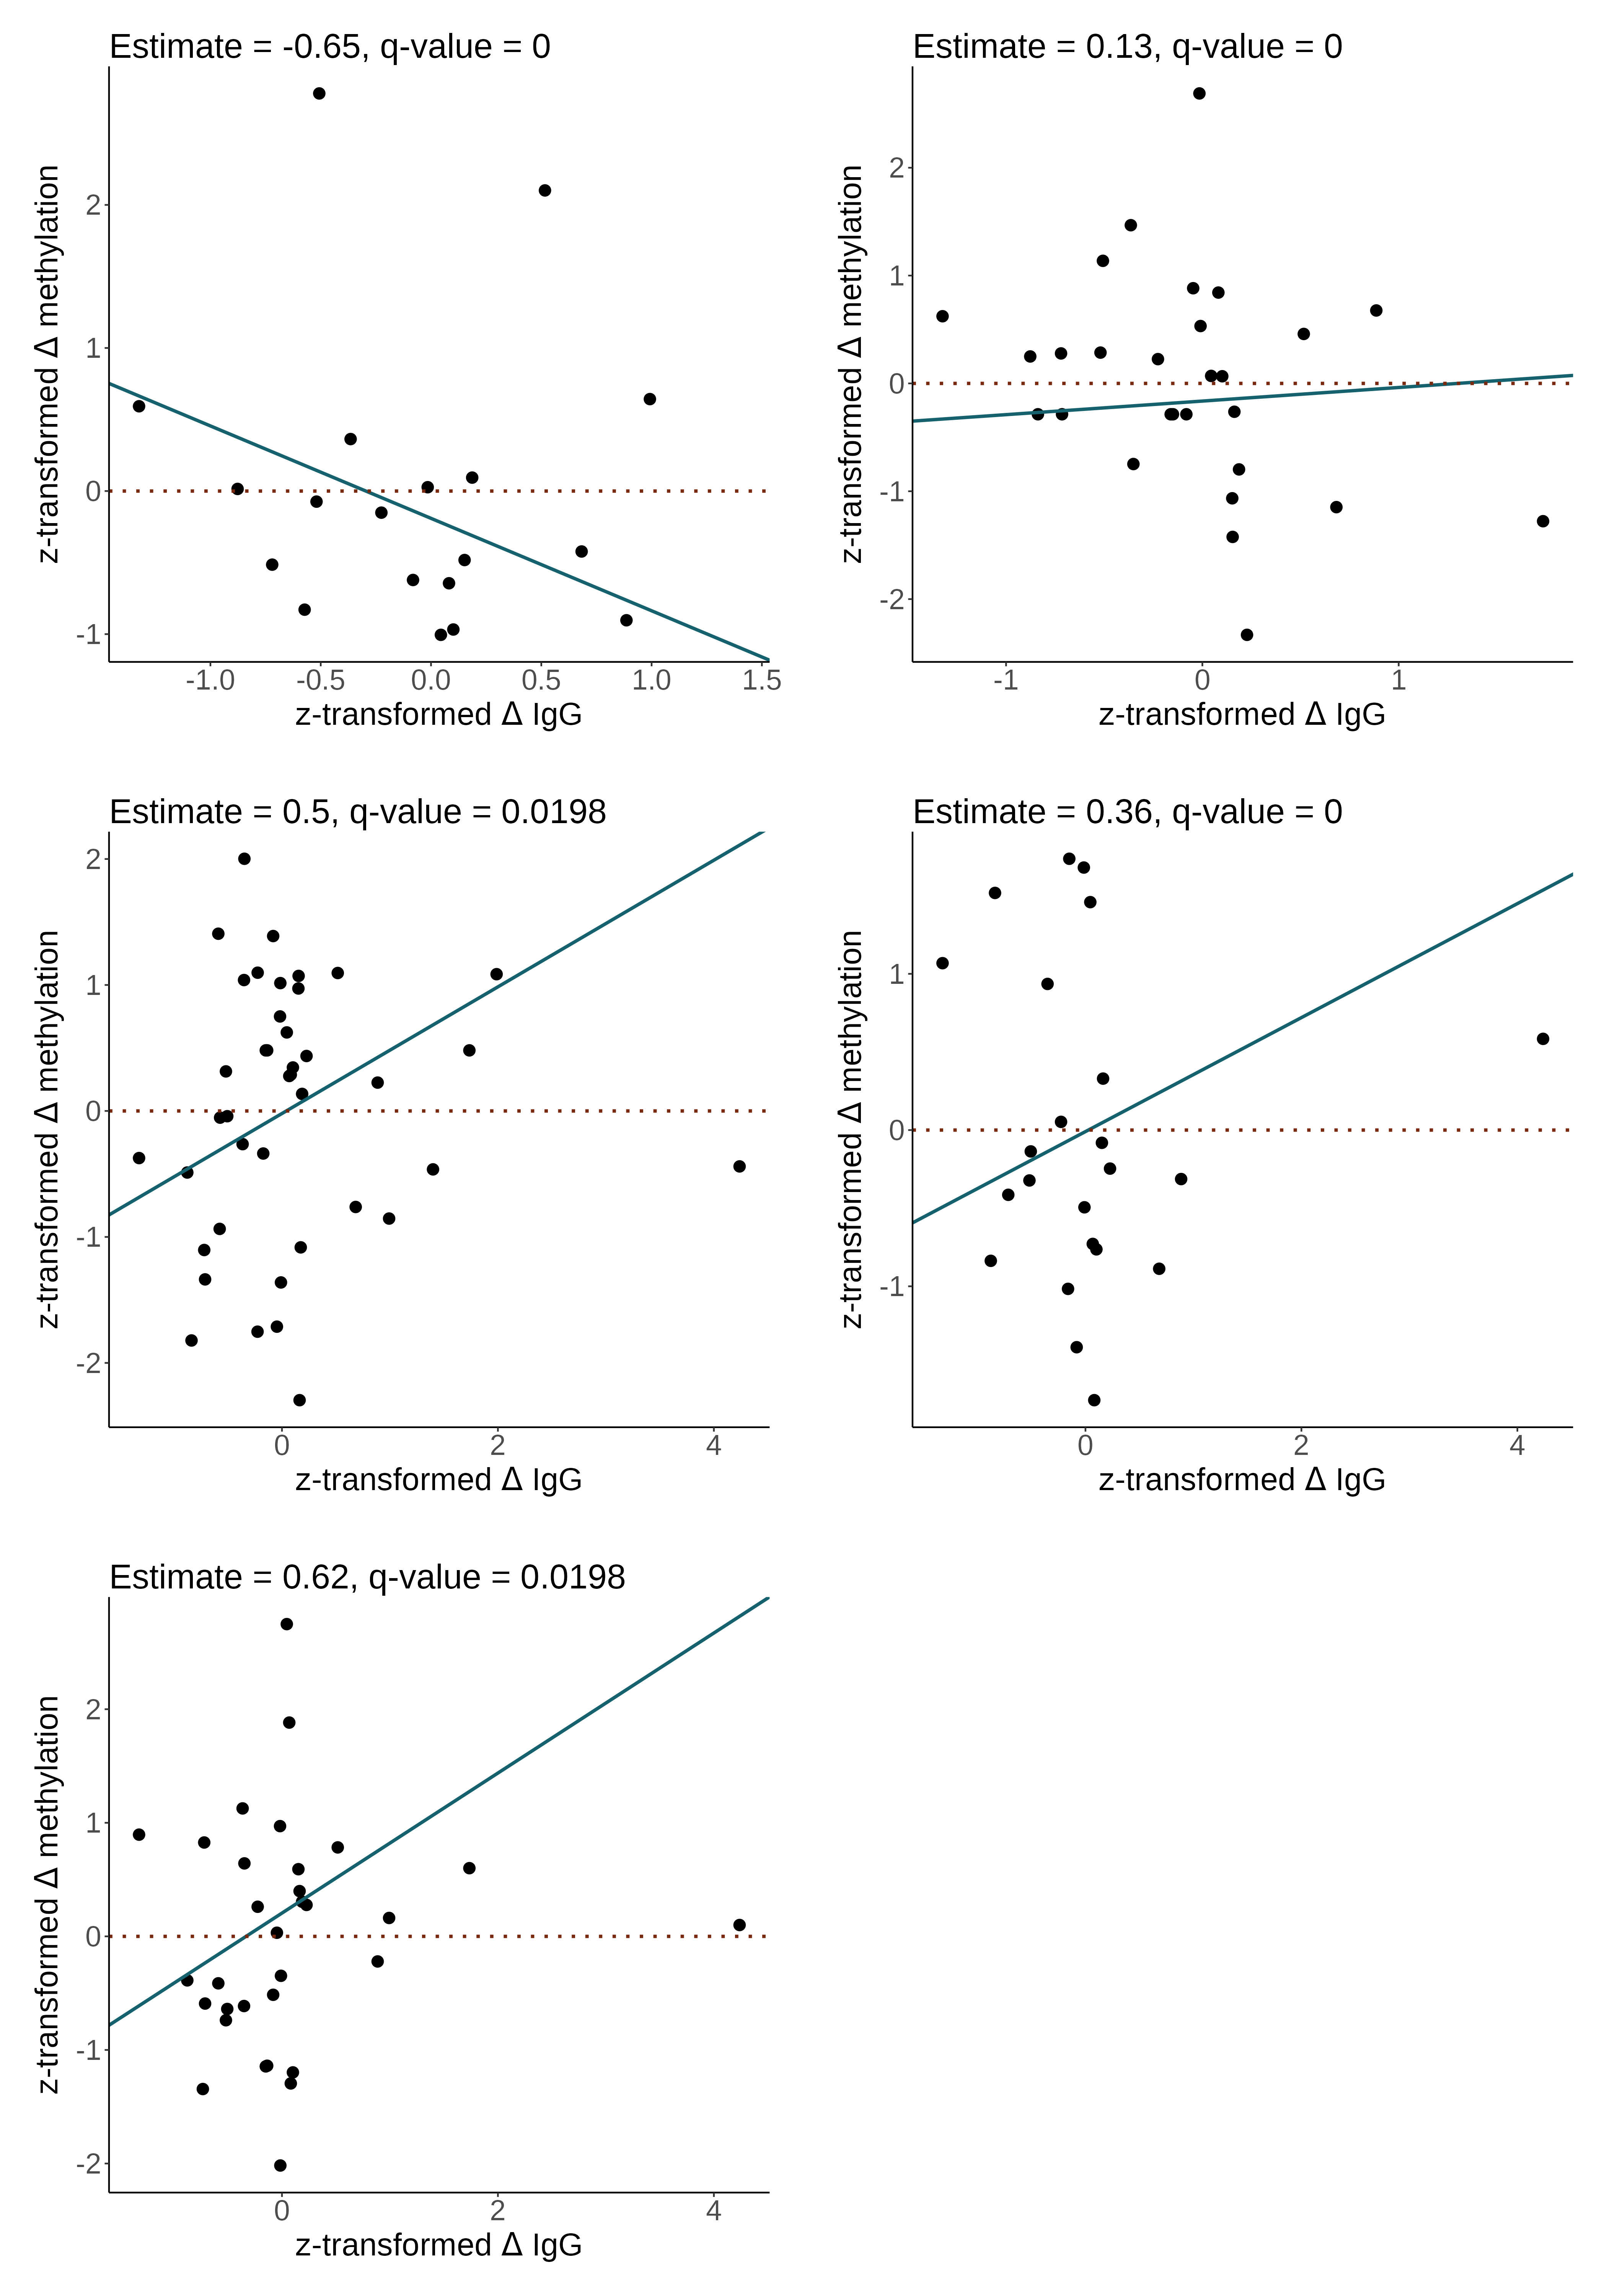 Estimate = -0.65, q-value = 0
z-transformed Δ methylation
2
1
0
-1
-1.0 -0.5 0.0 0.5 1.0 1.5
z-transformed Δ IgG
Estimate = 0.13, q-value = 0
z-transformed Δ methylation
2
1
0
-1
-2
-1 0 1
z-transformed Δ IgG
Estimate = 0.5, q-value = 0.0198
z-transformed Δ methylation
2
1
0
-1
-2
0 2 4
z-transformed Δ IgG
Estimate = 0.36, q-value = 0
z-transformed Δ methylation
1
0
-1
0 2 4
z-transformed Δ IgG
Estimate = 0.62, q-value = 0.0198
z-transformed Δ methylation
2
1
0
-1
-2
0 2 4
z-transformed Δ IgG